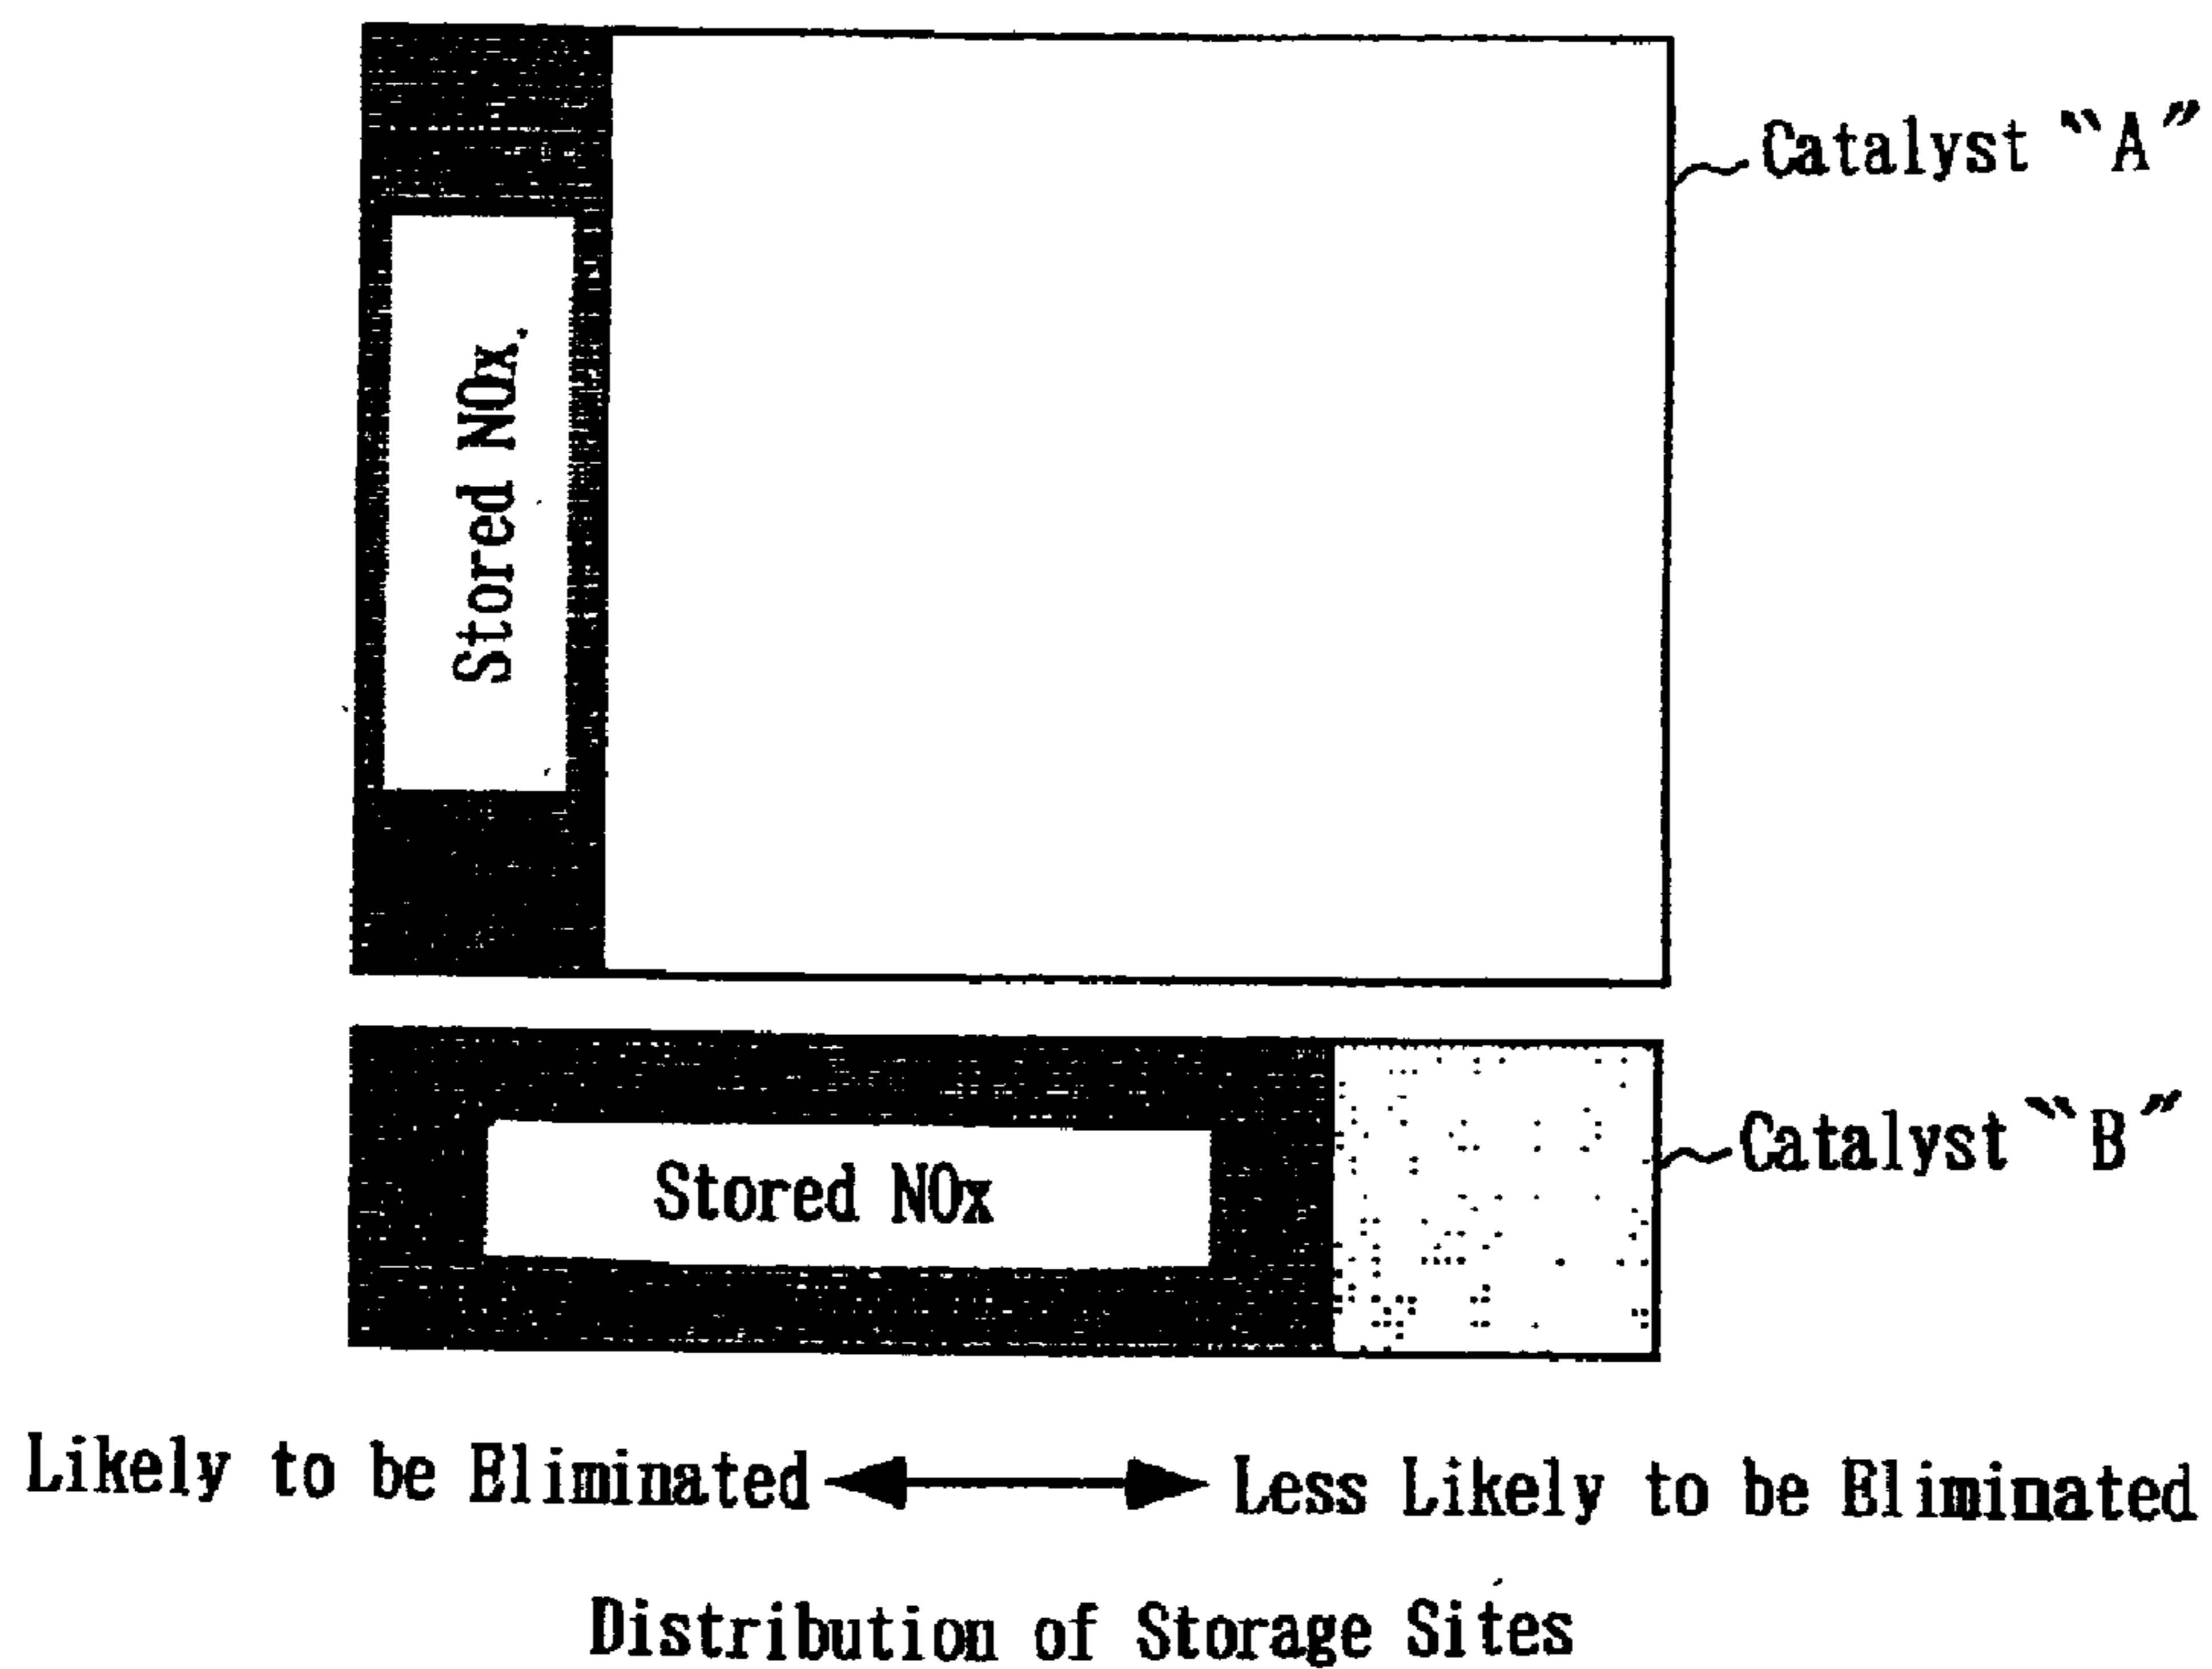 Catalyst “A”
Stored NOx
Stored NOx
Catalyst “B”
Likely to be Eliminated
Less Likely to be Eliminated
Distribution of Storage Sites